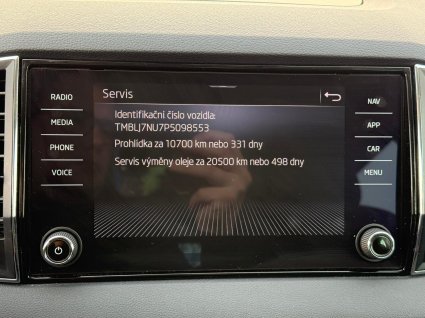 Servis
RADIO
NAV
Identifikační číslo vozidla:
TMBLJ7NU7P5098553
MEDIA
APP
Prohlídka za 10700 km nebo 331 dny
PHONE
CAR
Servis výměny oleje za 20500 km nebo 498 dny
VOICE
MENU